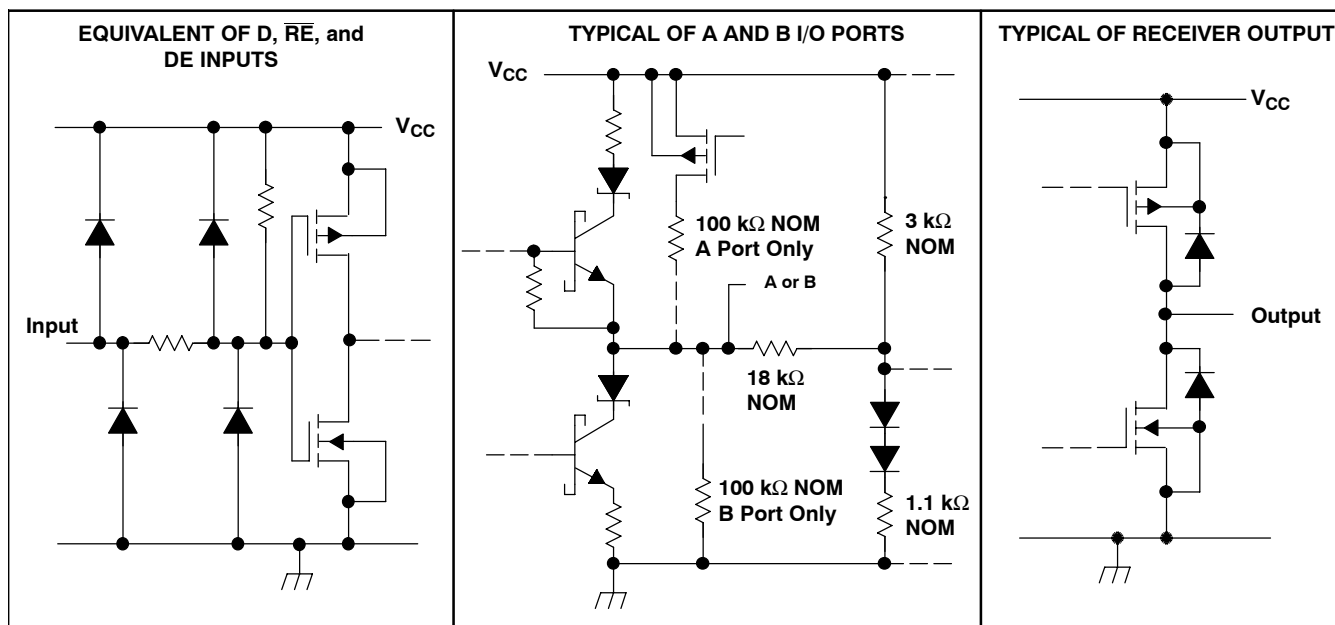 EQUIVALENT OF D, R̅E̅, and
DE INPUTS
VCC
Input
TYPICAL OF A AND B I/O PORTS
VCC
100 kΩ NOM
A Port Only
3 kΩ
NOM
A or B
18 kΩ
NOM
100 kΩ NOM
B Port Only
1.1 kΩ
NOM
TYPICAL OF RECEIVER OUTPUT
VCC
Output